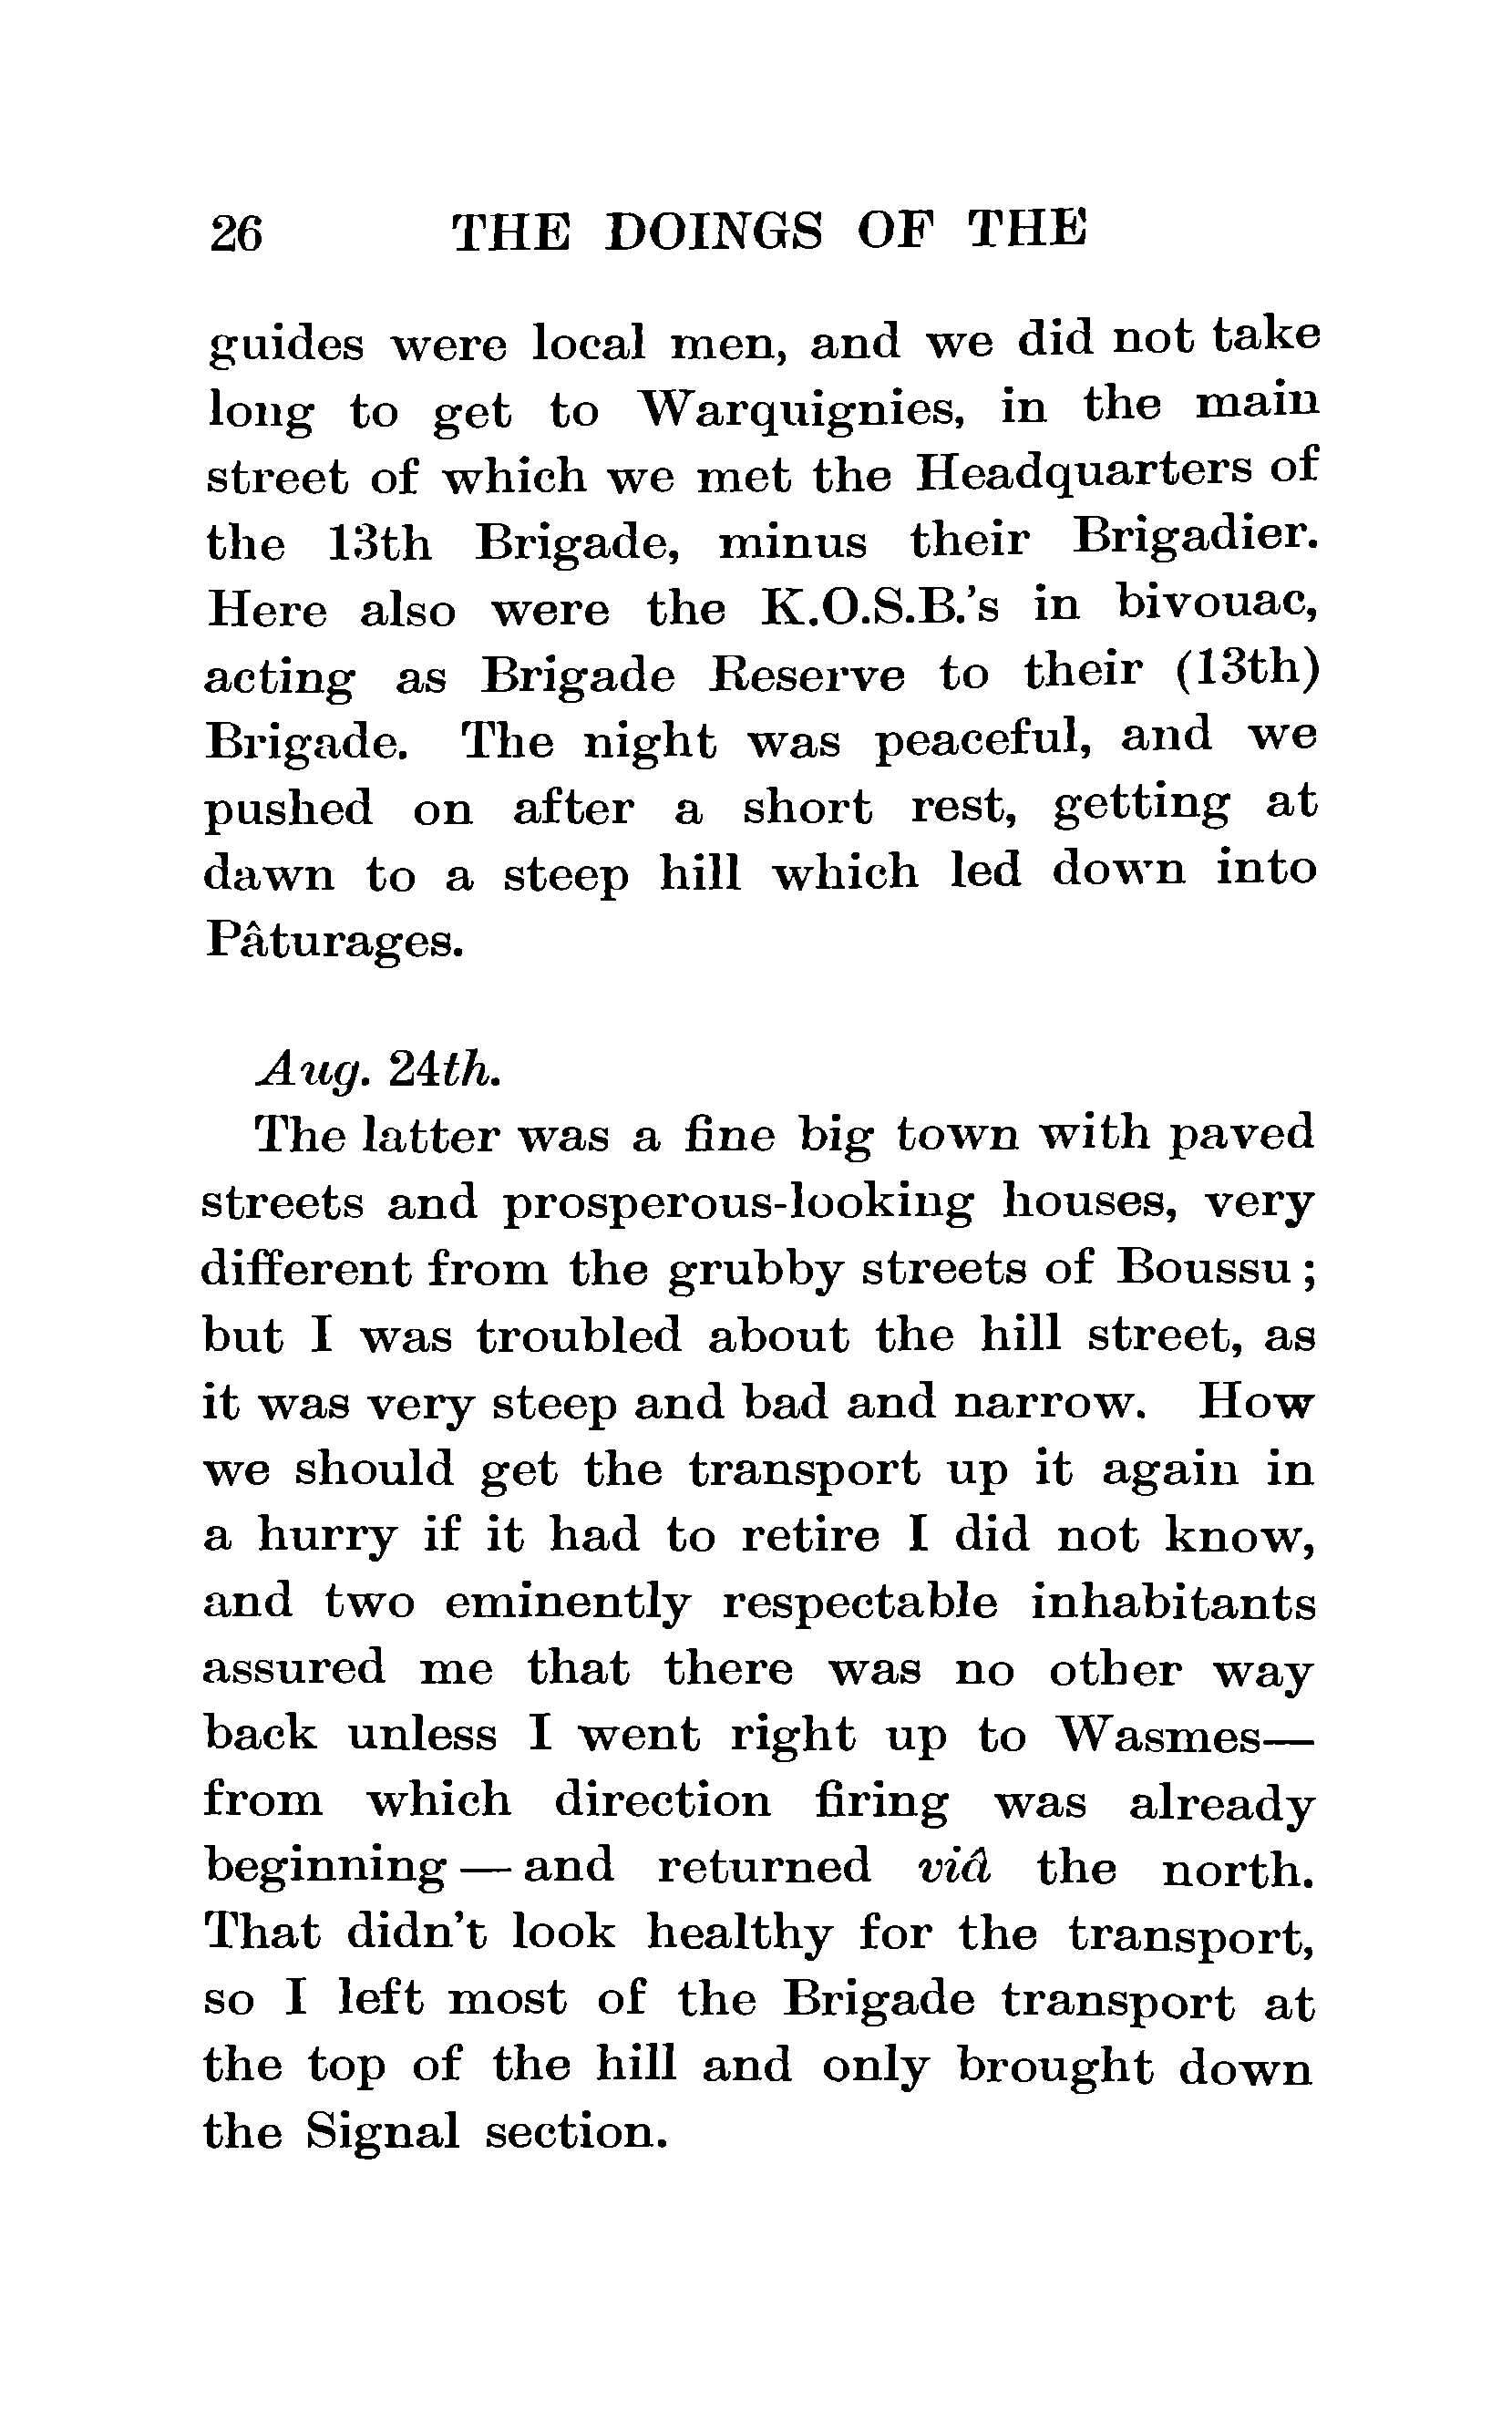 26 THE DOINGS OF THE
guides were local men, and we did not take
long to get to Warquignies, in the main
street of which we met the Headquarters of
the 13th Brigade, minus their Brigadier.
Here also were the K.O.S.B.'s in bivouac,
acting as Brigade Reserve to their (13th)
Brigade. The night was peaceful, and we
pushed on after a short rest, getting at
dawn to a steep hill which led down into
Pâturages.
Aug. 24th.
The latter was a fine big town with paved
streets and prosperous-looking houses, very
different from the grubby streets of Boussu;
but I was troubled about the hill street, as
it was very steep and bad and narrow. How
we should get the transport up it again in
a hurry if it had to retire I did not know,
and two eminently respectable inhabitants
assured me that there was no other way
back unless I went right up to Wasmes—
from which direction firing was already
beginning — and returned viâ the north.
That didn't look healthy for the transport,
so I left most of the Brigade transport at
the top of the hill and only brought down
the Signal section.